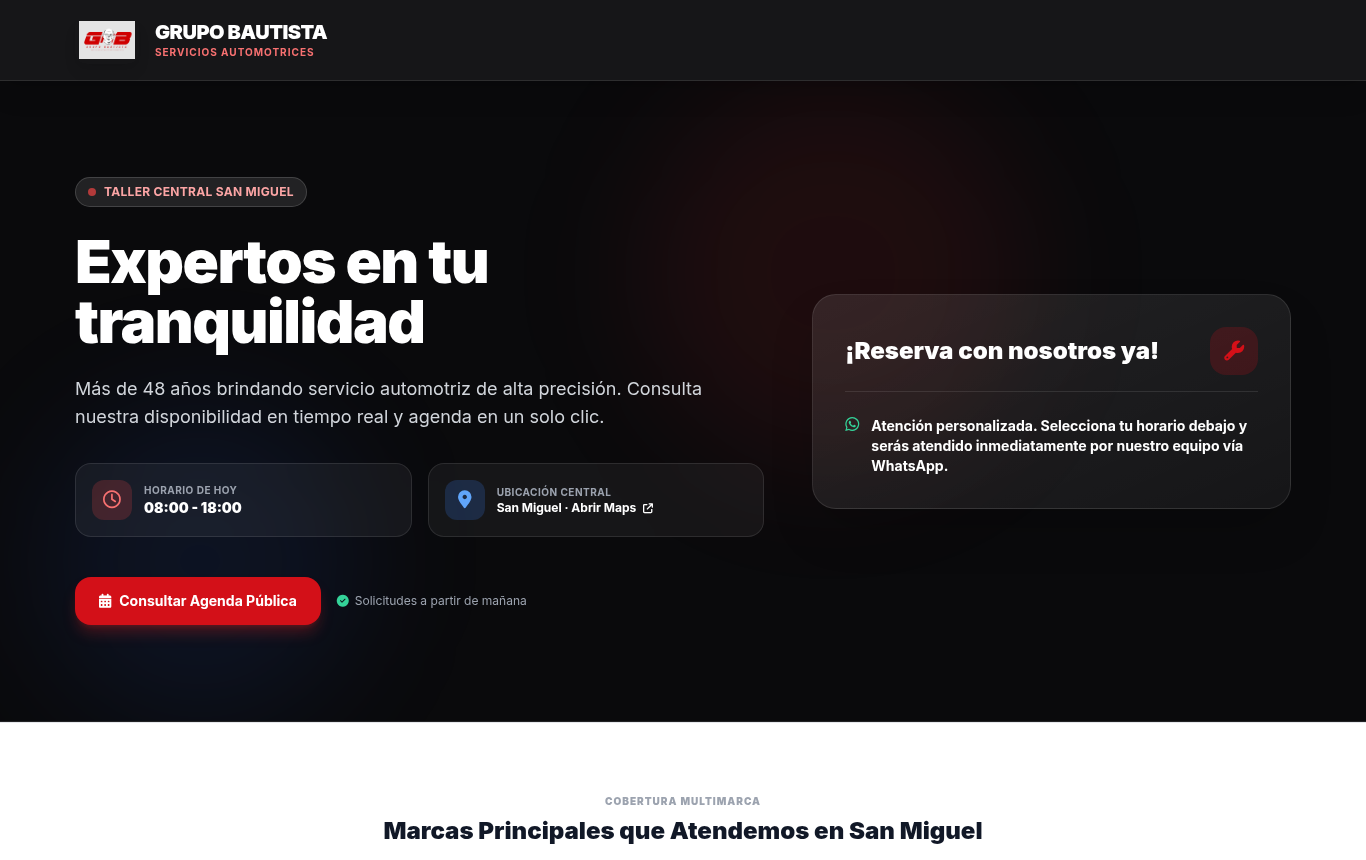 GRUPO BAUTISTA
SERVICIOS AUTOMOTRICES
TALLER CENTRAL SAN MIGUEL
Expertos en tu
tranquilidad
Más de 48 años brindando servicio automotriz de alta precisión. Consulta
nuestra disponibilidad en tiempo real y agenda en un solo clic.
HORARIO DE HOY
08:00 - 18:00
UBICACIÓN CENTRAL
San Miguel · Abrir Maps
Consultar Agenda Pública
Solicitudes a partir de mañana
¡Reserva con nosotros ya!
Atención personalizada. Selecciona tu horario debajo y
serás atendido inmediatamente por nuestro equipo vía
WhatsApp.
COBERTURA MULTIMARCA
Marcas Principales que Atendemos en San Miguel